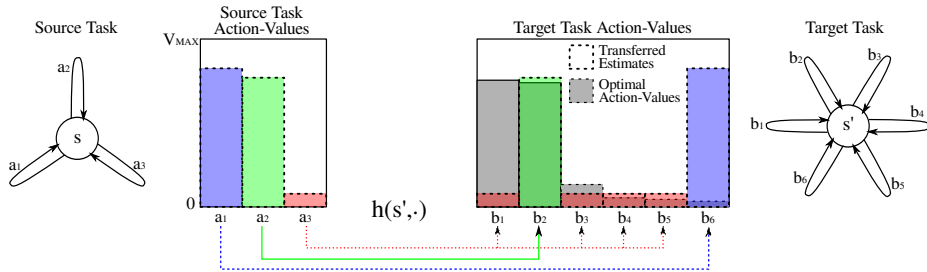 Source Task
Source Task
Action-Values
Target Task Action-Values
Target Task
V_MAX
0
a₂
s
a₁
a₃
a₁ a₂ a₃
h(s',·)
Transferred
Estimates
Optimal
Action-Values
b₁ b₂ b₃ b₄ b₅ b₆
b₂
b₃
b₁
s'
b₄
b₆
b₅